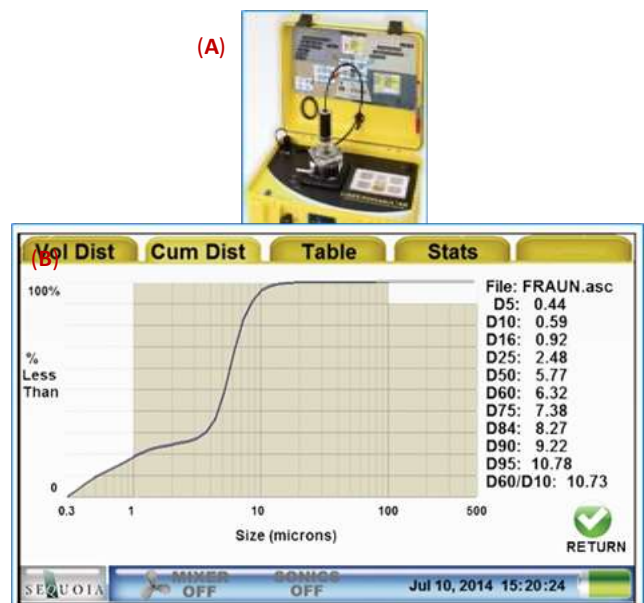 (A)
(B)
Vol Dist Cum Dist Table Stats
100%
%
Less
Than
0
0.3 1 10 100 500
Size (microns)
File: FRAUN.asc
D5: 0.44
D10: 0.59
D16: 0.92
D25: 2.48
D50: 5.77
D60: 6.32
D75: 7.38
D84: 8.27
D90: 9.22
D95: 10.78
D60/D10: 10.73
RETURN
SEQUOIA
MIXER
OFF
SONICS
OFF
Jul 10, 2014 15:20:24